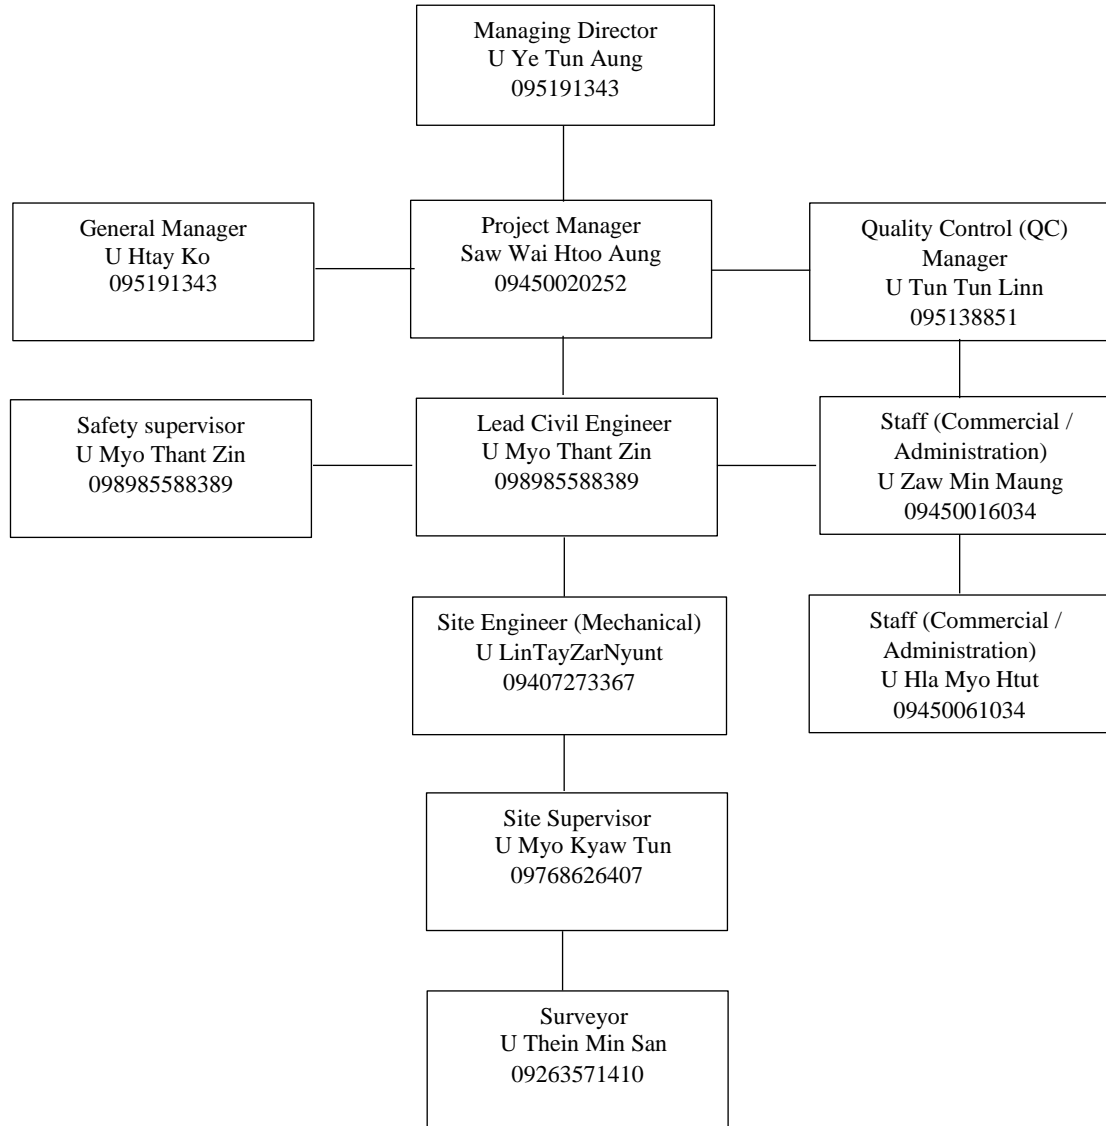 Managing Director
U Ye Tun Aung
095191343
General Manager
U Htay Ko
095191343
Project Manager
Saw Wai Htoo Aung
09450020252
Quality Control (QC)
Manager
U Tun Tun Linn
095138851
Safety supervisor
U Myo Thant Zin
098985588389
Lead Civil Engineer
U Myo Thant Zin
098985588389
Staff (Commercial /
Administration)
U Zaw Min Maung
09450016034
Site Engineer (Mechanical)
U LinTayZarNyunt
09407273367
Staff (Commercial /
Administration)
U Hla Myo Htut
09450061034
Site Supervisor
U Myo Kyaw Tun
09768626407
Surveyor
U Thein Min San
09263571410